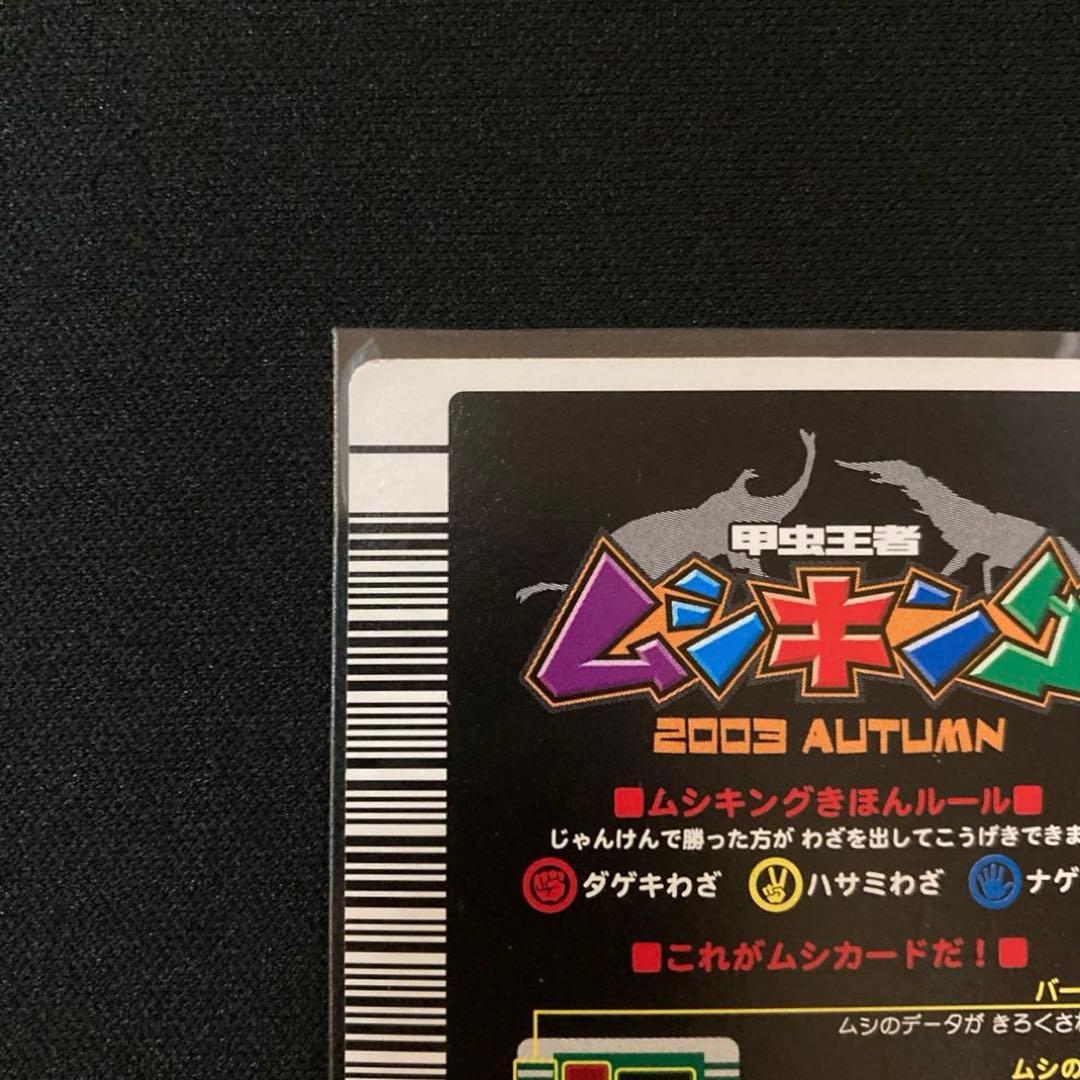 甲虫王者
ムシキング
2003 AUTUMN
■ムシキングきほんルール■
じゃんけんで勝った方が わざを出してこうげきできま
ダゲキわざ ハサミわざ ナゲ
■これがムシカードだ!■
バー
ムシのデータが きろくさ
ムシの